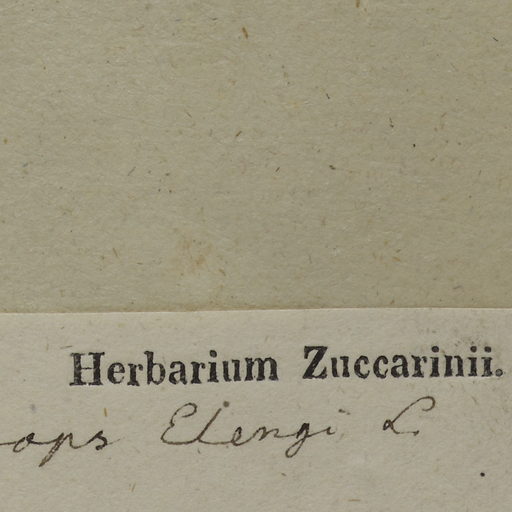 Herbarium Zuccarinii.
ops Elengi L.